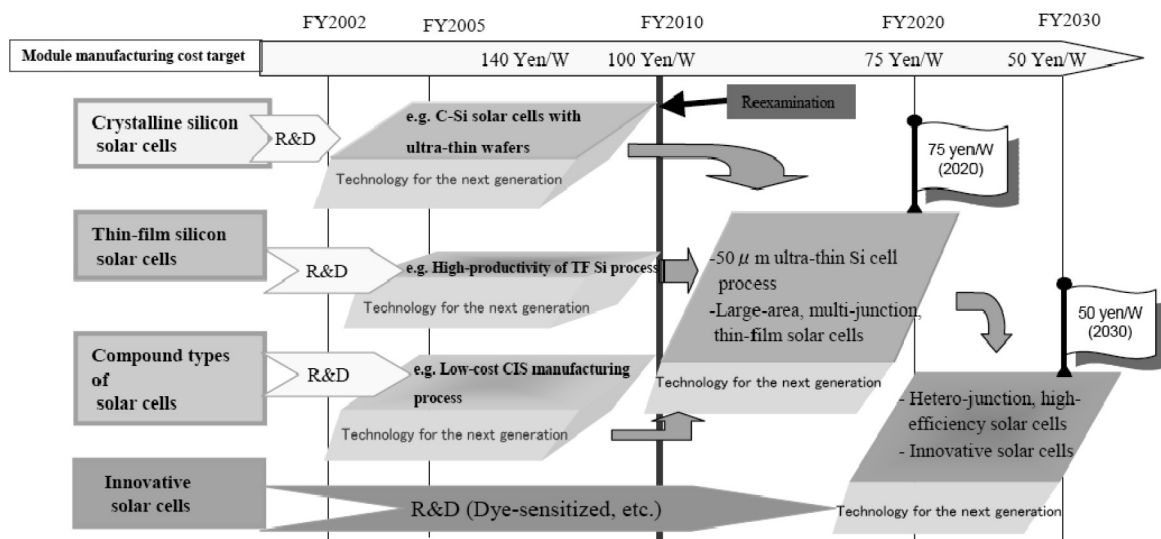 FY2002
FY2005
FY2010
FY2020
FY2030
Module manufacturing cost target
140 Yen/W
100 Yen/W
75 Yen/W
50 Yen/W
Crystalline silicon
solar cells
R&D
e.g. C-Si solar cells with
ultra-thin wafers
Technology for the next generation
Reexamination
75 yen/W
(2020)
Thin-film silicon
solar cells
R&D
e.g. High-productivity of TF Si process
Technology for the next generation
-50 μ m ultra-thin Si cell
process
-Large-area, multi-junction,
thin-film solar cells
Technology for the next generation
50 yen/W
(2030)
Compound types
of
solar cells
R&D
e.g. Low-cost CIS manufacturing
process
Technology for the next generation
- Hetero-junction, high-
efficiency solar cells
- Innovative solar cells
Technology for the next generation
Innovative
solar cells
R&D (Dye-sensitized, etc.)